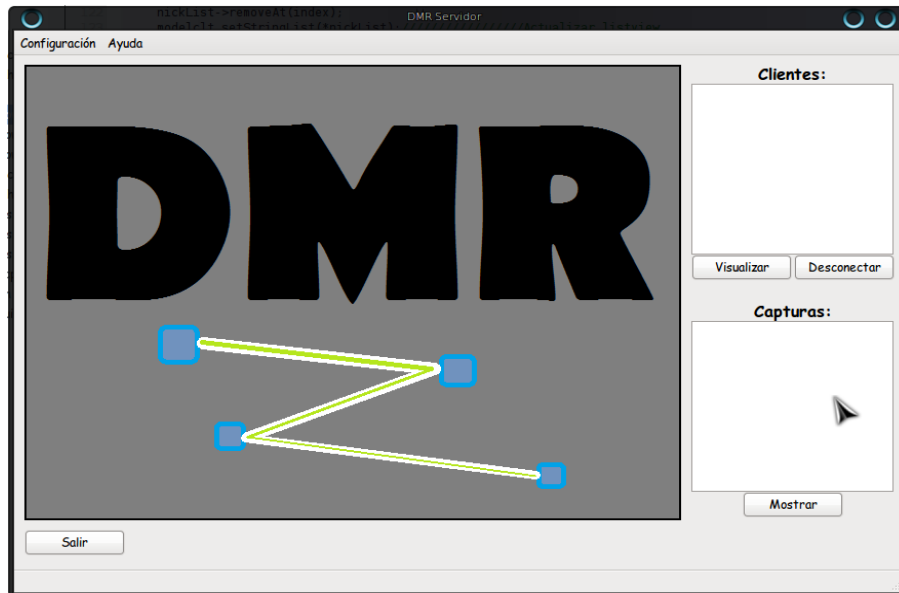 nickList->removeAt(index);
DMR Servidor
Configuración Ayuda
DMR
Clientes:
Visualizar Desconectar
Capturas:
Mostrar
Salir